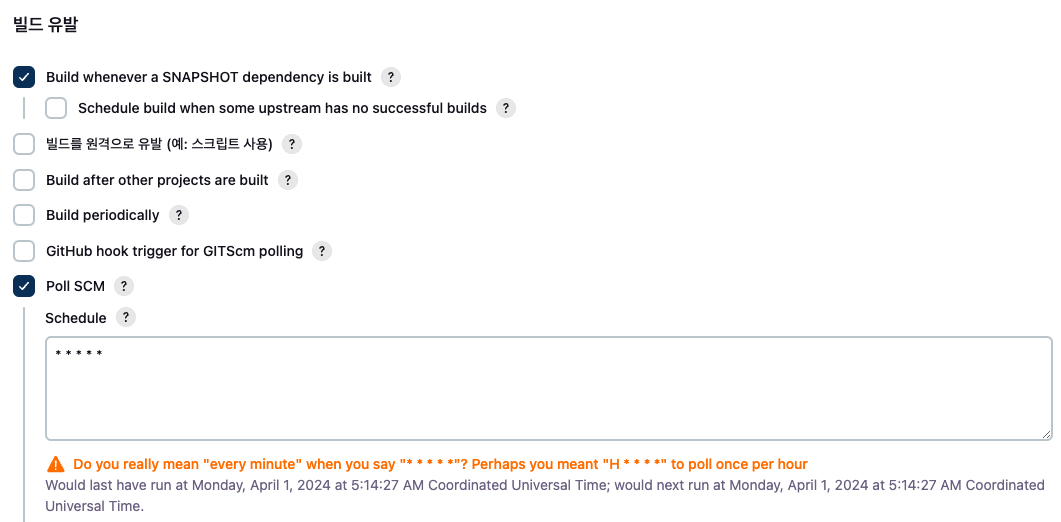 빌드 유발
Build whenever a SNAPSHOT dependency is built ?
Schedule build when some upstream has no successful builds ?
빌드를 원격으로 유발 (예: 스크립트 사용) ?
Build after other projects are built ?
Build periodically ?
GitHub hook trigger for GITScm polling ?
Poll SCM ?
Schedule ?
* * * * *
Do you really mean "every minute" when you say "* * * * *"? Perhaps you meant "H * * * *" to poll once per hour
Would last have run at Monday, April 1, 2024 at 5:14:27 AM Coordinated Universal Time; would next run at Monday, April 1, 2024 at 5:14:27 AM Coordinated
Universal Time.